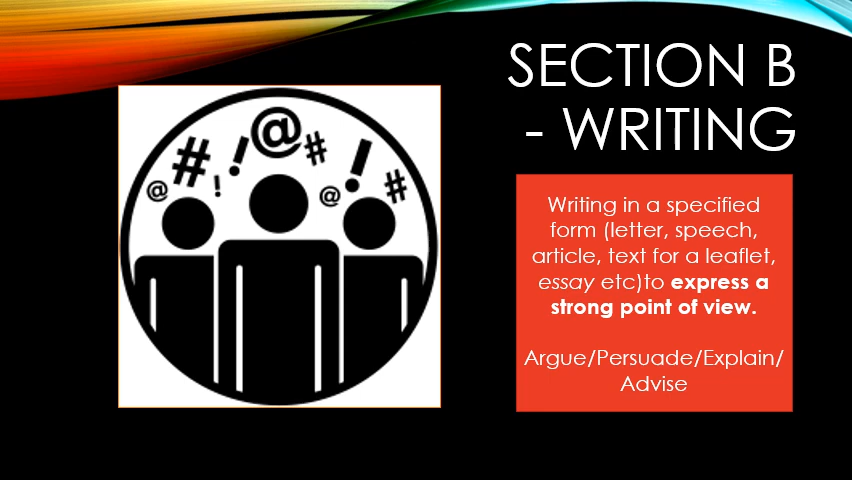 SECTION B
- WRITING
@ # ! ! @ # @ ! #
Writing in a specified
form (letter, speech,
article, text for a leaflet,
essay etc)to express a
strong point of view.
Argue/Persuade/Explain/
Advise